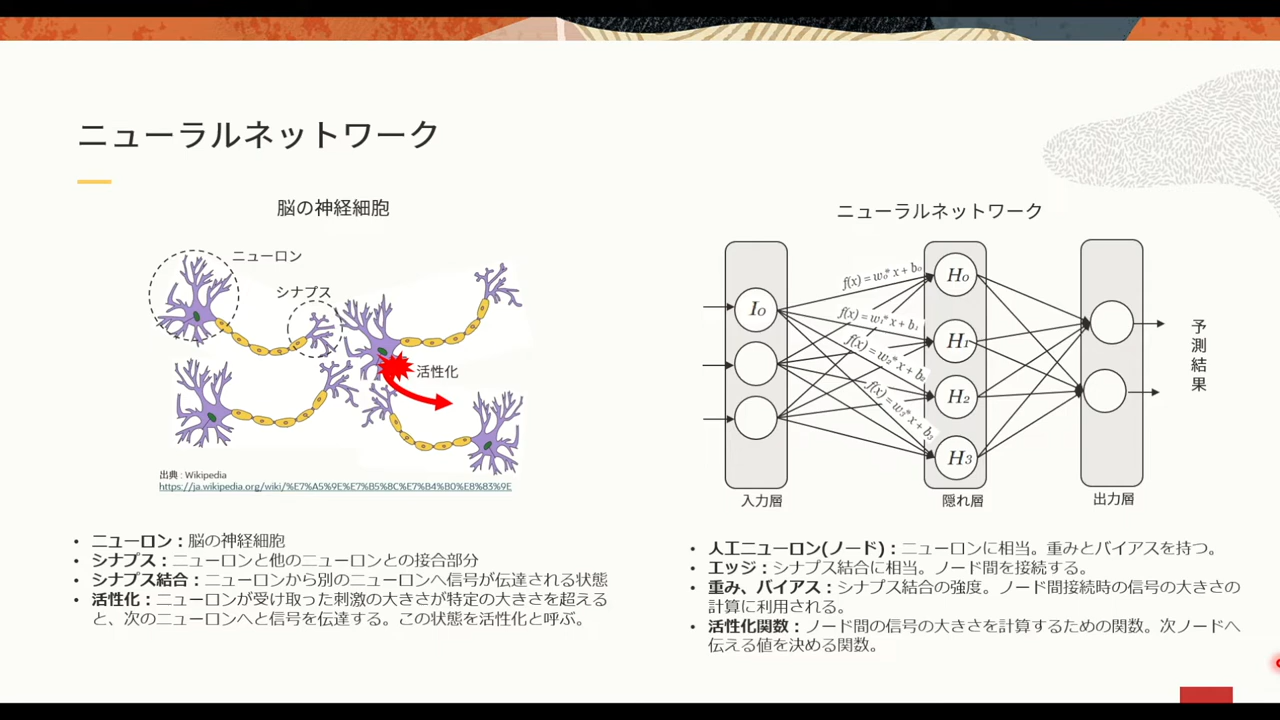 ニューラルネットワーク
脳の神経細胞
ニューロン
シナプス
活性化
出典 : Wikipedia
https://ja.wikipedia.org/wiki/%E7%A5%9E%E7%B5%8C%E7%B4%B0%E8%83%9E
• ニューロン：脳の神経細胞
• シナプス：ニューロンと他のニューロンとの接合部分
• シナプス結合：ニューロンから別のニューロンへ信号が伝達される状態
• 活性化：ニューロンが受け取った刺激の大きさが特定の大きさを超える
と、次のニューロンへと信号を伝達する。この状態を活性化と呼ぶ。
ニューラルネットワーク
f(x) = w₀* x + b₀
f(x) = w₁* x + b₁
f(x) = w₂* x + b₂
f(x) = w₃* x + b₃
I₀
H₀
H₁
H₂
H₃
予測結果
入力層
隠れ層
出力層
• 人工ニューロン(ノード)：ニューロンに相当。重みとバイアスを持つ。
• エッジ：シナプス結合に相当。ノード間を接続する。
• 重み、バイアス：シナプス結合の強度。ノード間接続時の信号の大きさの
計算に利用される。
• 活性化関数：ノード間の信号の大きさを計算するための関数。次ノードへ
伝える値を決める関数。